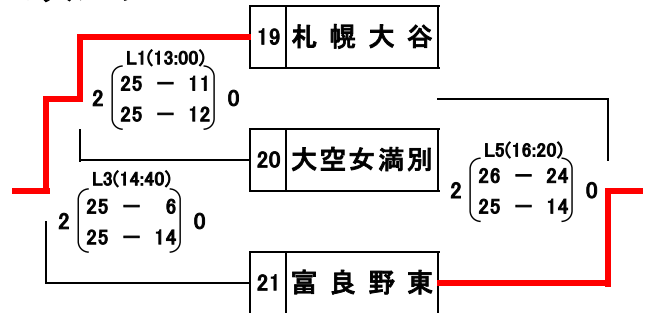 19 札幌大谷
L1(13:00)
2 25 － 11 0
25 － 12
20 大空女満別
L5(16:20)
2 26 － 24 0
25 － 14
L3(14:40)
2 25 － 6 0
25 － 14
21 富良野東